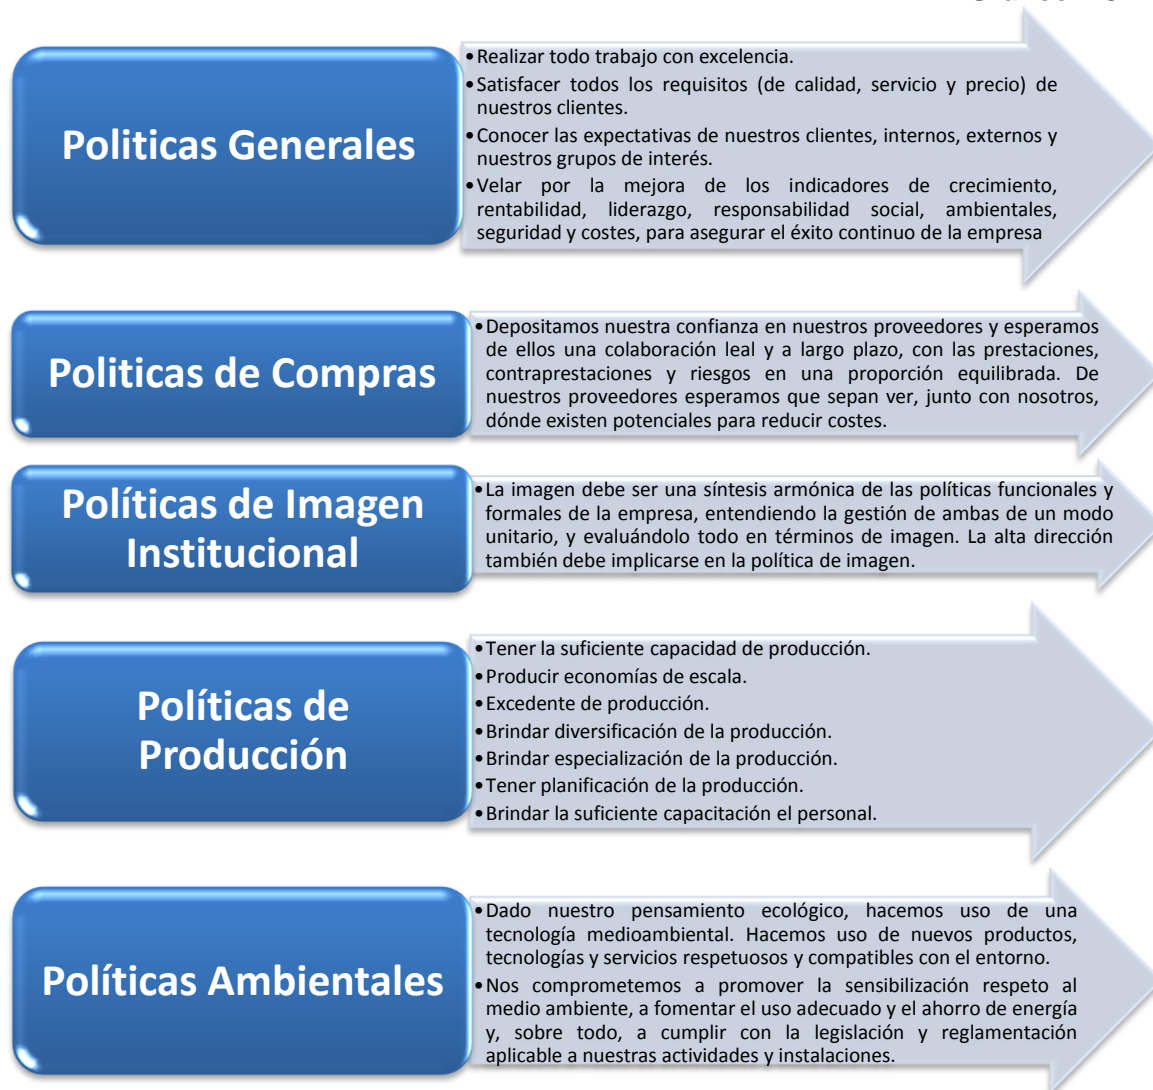 Politicas Generales
•Realizar todo trabajo con excelencia.
•Satisfacer todos los requisitos (de calidad, servicio y precio) de
nuestros clientes.
•Conocer las expectativas de nuestros clientes, internos, externos y
nuestros grupos de interés.
•Velar por la mejora de los indicadores de crecimiento,
rentabilidad, liderazgo, responsabilidad social, ambientales,
seguridad y costes, para asegurar el éxito continuo de la empresa
Politicas de Compras
•Depositamos nuestra confianza en nuestros proveedores y esperamos
de ellos una colaboración leal y a largo plazo, con las prestaciones,
contraprestaciones y riesgos en una proporción equilibrada. De
nuestros proveedores esperamos que sepan ver, junto con nosotros,
dónde existen potenciales para reducir costes.
Políticas de Imagen
Institucional
•La imagen debe ser una síntesis armónica de las políticas funcionales y
formales de la empresa, entendiendo la gestión de ambas de un modo
unitario, y evaluándolo todo en términos de imagen. La alta dirección
también debe implicarse en la política de imagen.
Políticas de
Producción
•Tener la suficiente capacidad de producción.
•Producir economías de escala.
•Excedente de producción.
•Brindar diversificación de la producción.
•Brindar especialización de la producción.
•Tener planificación de la producción.
•Brindar la suficiente capacitación el personal.
Políticas Ambientales
•Dado nuestro pensamiento ecológico, hacemos uso de una
tecnología medioambiental. Hacemos uso de nuevos productos,
tecnologías y servicios respetuosos y compatibles con el entorno.
•Nos comprometemos a promover la sensibilización respeto al
medio ambiente, a fomentar el uso adecuado y el ahorro de energía
y, sobre todo, a cumplir con la legislación y reglamentación
aplicable a nuestras actividades y instalaciones.